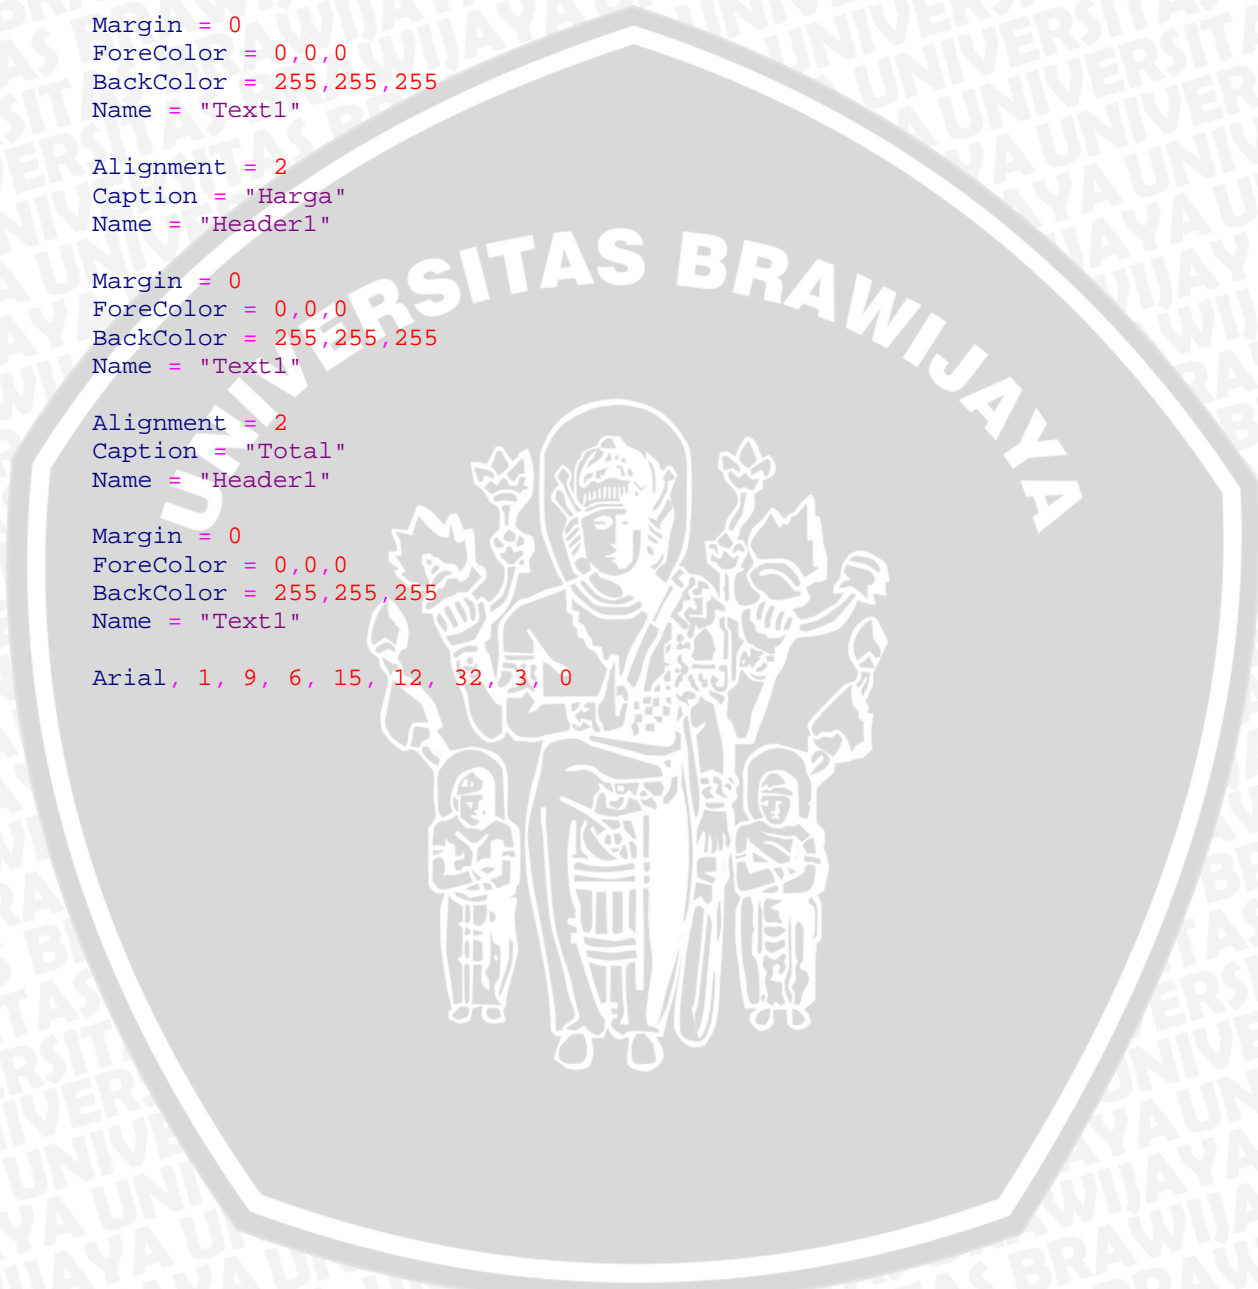 Margin = 0
ForeColor = 0,0,0
BackColor = 255,255,255
Name = "Text1"
Alignment = 2
Caption = "Harga"
Name = "Header1"
Margin = 0
ForeColor = 0,0,0
BackColor = 255,255,255
Name = "Text1"
Alignment = 2
Caption = "Total"
Name = "Header1"
Margin = 0
ForeColor = 0,0,0
BackColor = 255,255,255
Name = "Text1"
Arial, 1, 9, 6, 15, 12, 32, 3, 0
UNIVERSITAS BRAWIJAYA